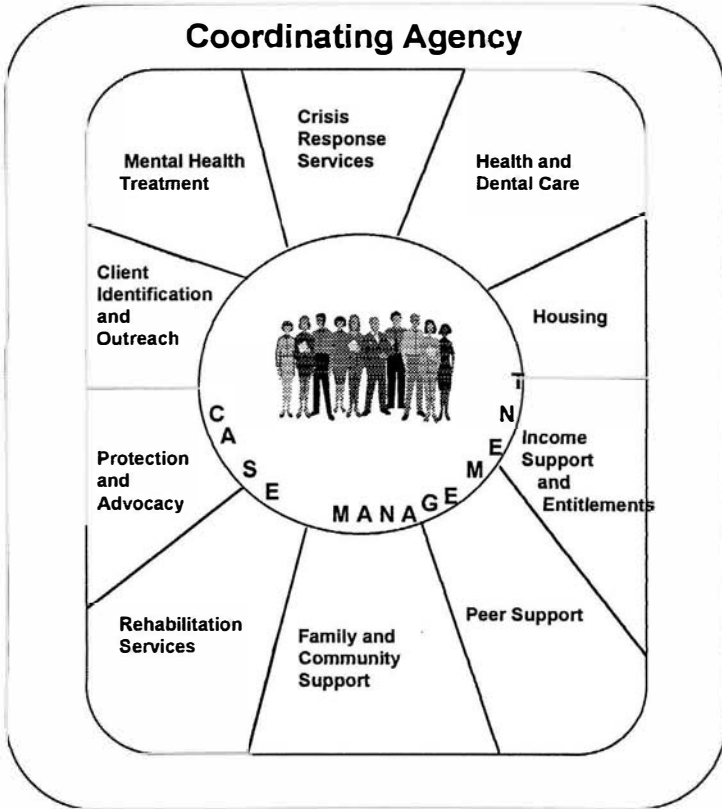 Coordinating Agency
Crisis
Response
Services
Mental Health
Treatment
Health and
Dental Care
Client
Identification
and
Outreach
Housing
Protection
and
Advocacy
Income
Support
and
Entitlements
Rehabilitation
Services
Family and
Community
Support
Peer Support
CASE MANAGEMENT